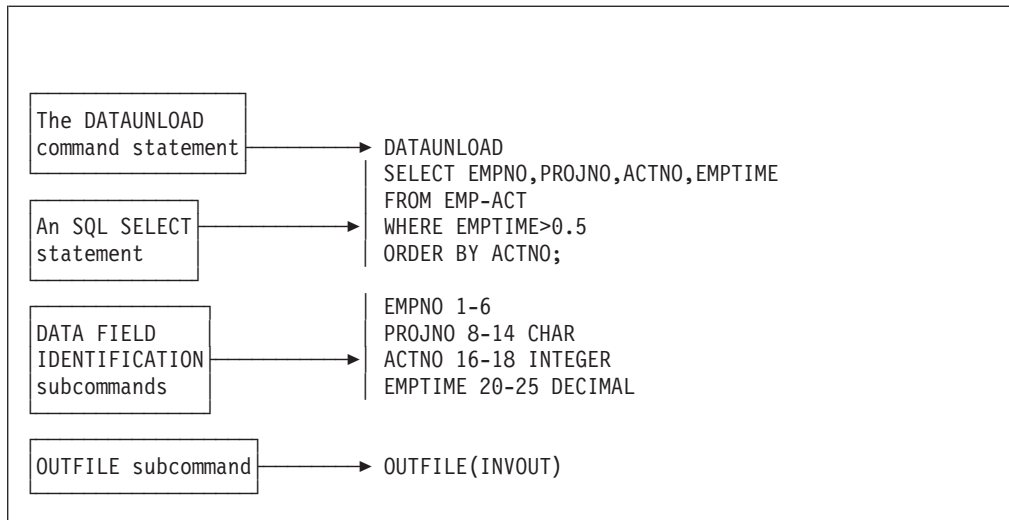 The DATAUNLOAD
command statement
DATAUNLOAD
SELECT EMPNO,PROJNO,ACTNO,EMPTIME
FROM EMP-ACT
An SQL SELECT
statement
WHERE EMPTIME>0.5
ORDER BY ACTNO;
DATA FIELD
IDENTIFICATION
subcommands
EMPNO 1-6
PROJNO 8-14 CHAR
ACTNO 16-18 INTEGER
EMPTIME 20-25 DECIMAL
OUTFILE subcommand
OUTFILE(INVOUT)